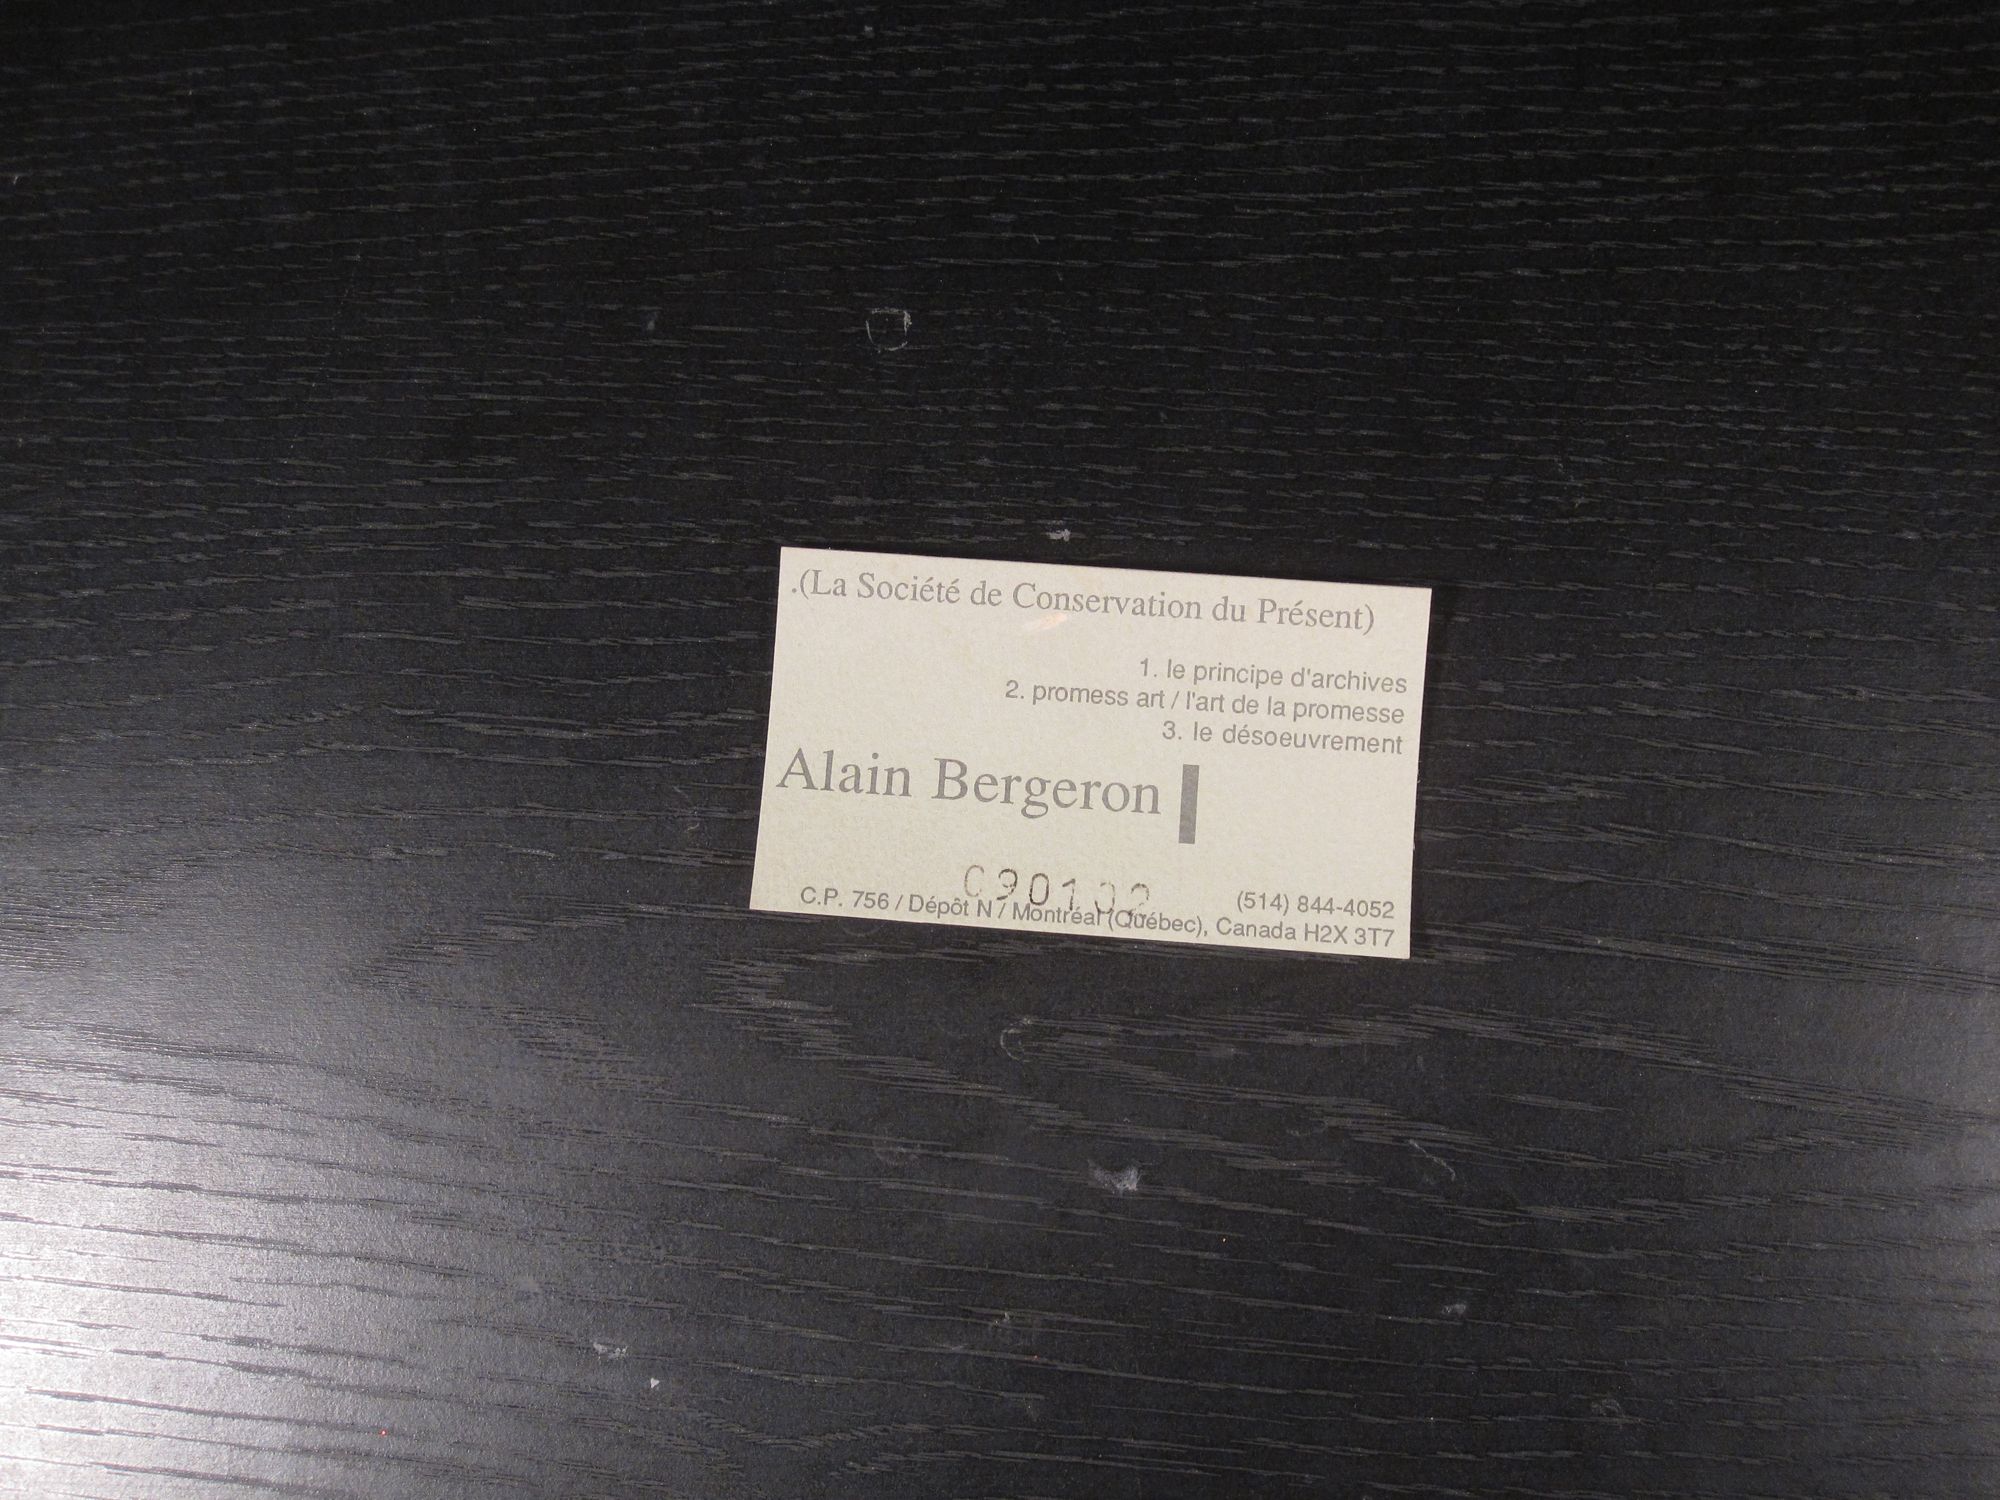 .(La Société de Conservation du Présent)
1. le principe d'archives
2. promess art / l'art de la promesse
3. le désoeuvrement
Alain Bergeron
(514) 844-4052
C.P. 756 / Dépôt N / Montréal (Québec), Canada H2X 3T7